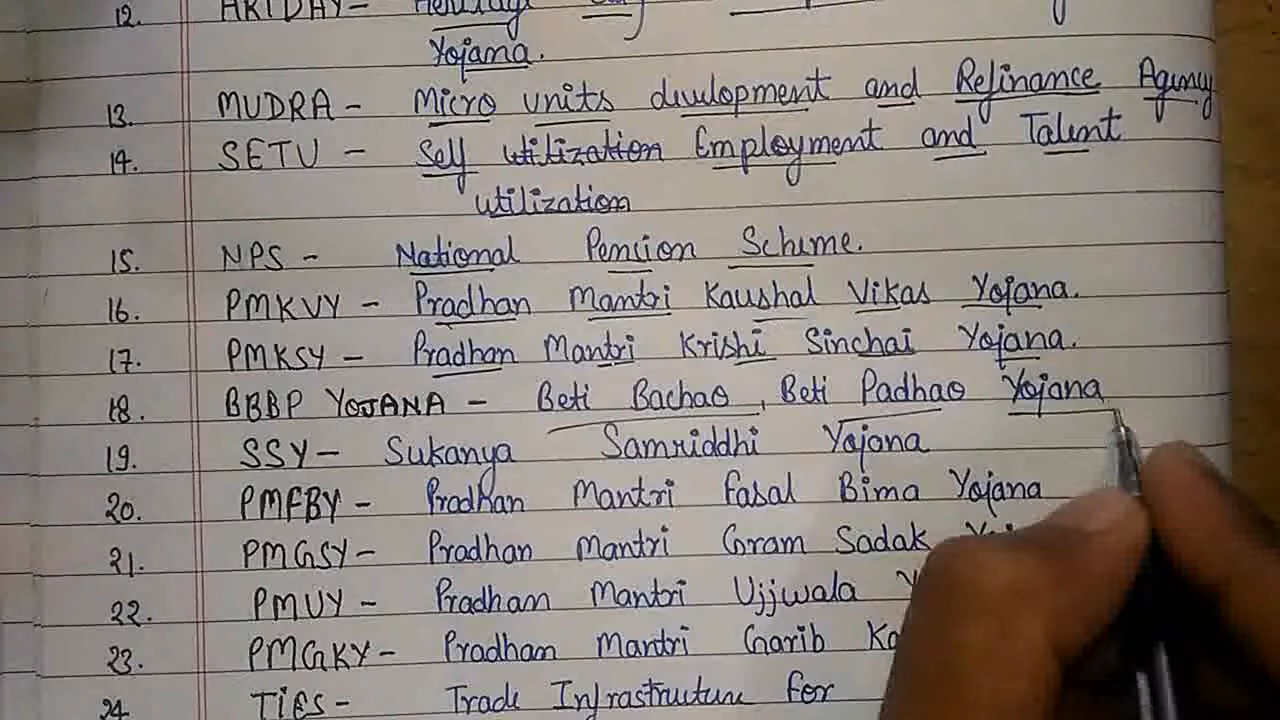 12. HRIDAY - Heritage
Yojana.
13. MUDRA - Micro units development and Refinance Agency
14. SETU - Self utilization Employment and Talent
utilization
15. NPS - National Pencion Scheme.
16. PMKVY - Pradhan Mantri Kaushal Vikas Yojana.
17. PMKSY - Pradhan Mantri Krishi Sinchai Yojana.
18. BBBP YOJANA - Beti Bachao, Beti Padhao Yojana
19. SSY - Sukanya Samriddhi Yojana
20. PMFBY - Pradhan Mantri Fasal Bima Yojana
21. PMGSY - Pradhan Mantri Gram Sadak
22. PMUY - Pradhan Mantri Ujjwala
23. PMGKY - Pradhan Mantri Garib
24. TIES - Trade Infrastructure For